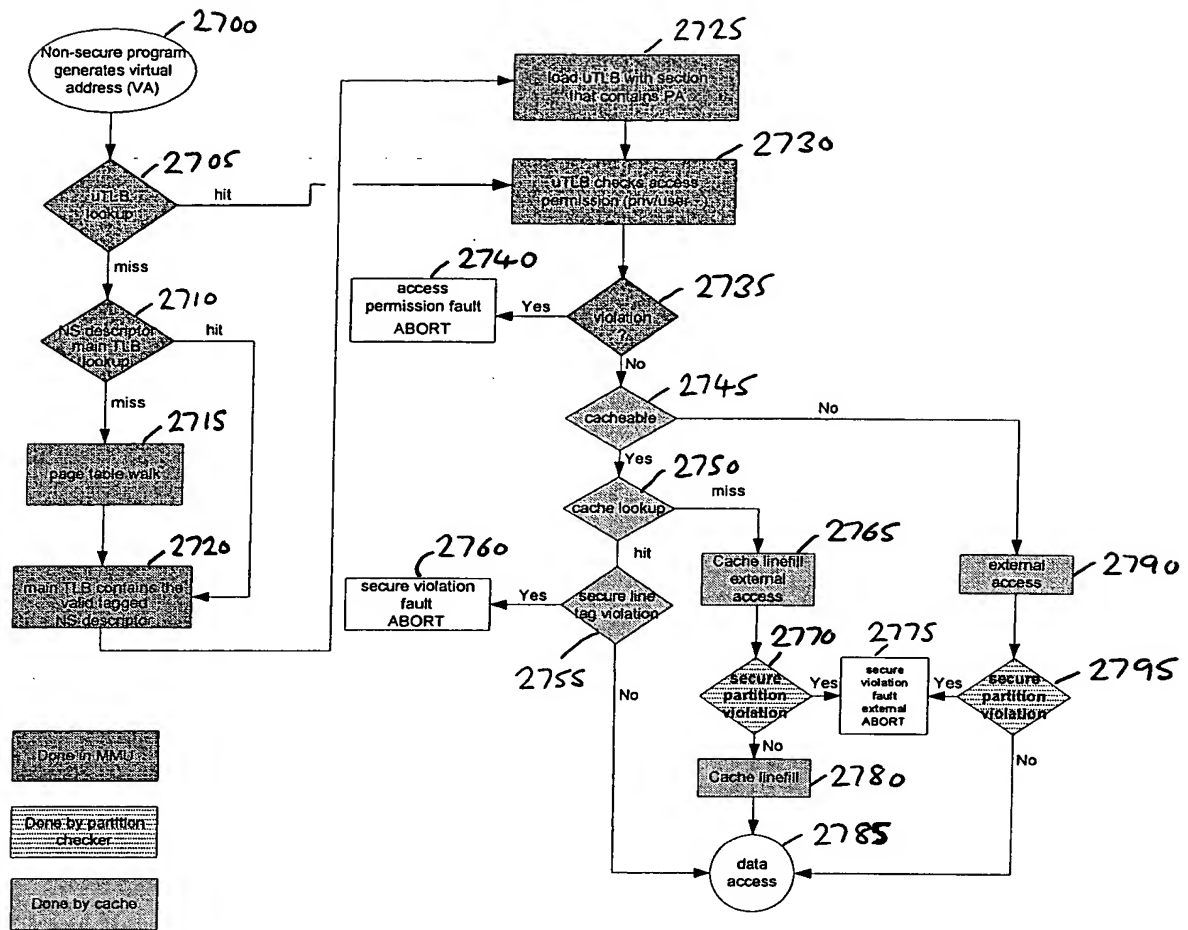 2700
Non-secure program
generates virtual
address (VA)
2705
uTLB
lookup
hit
miss
2710
NS descriptor
main TLB
lookup
hit
miss
2715
page table walk
2720
main TLB contains the
valid tagged
NS descriptor
2725
load uTLB with section
that contains PA
2730
uTLB checks access
permission (priv/user...)
2740
access
permission fault
ABORT
Yes
2735
violation
?
No
2745
cacheable
No
Yes
2750
cache lookup
miss
hit
2760
secure violation
fault
ABORT
Yes
secure line
tag violation
2755
No
2765
Cache linefill
external
access
2770
secure
partition
violation
Yes
2775
secure
violation
fault
external
ABORT
Yes
No
Cache linefill
2780
2785
data
access
external
access
2790
secure
partition
violation
2795
No
Done in MMU
Done by partition
checker
Done by cache